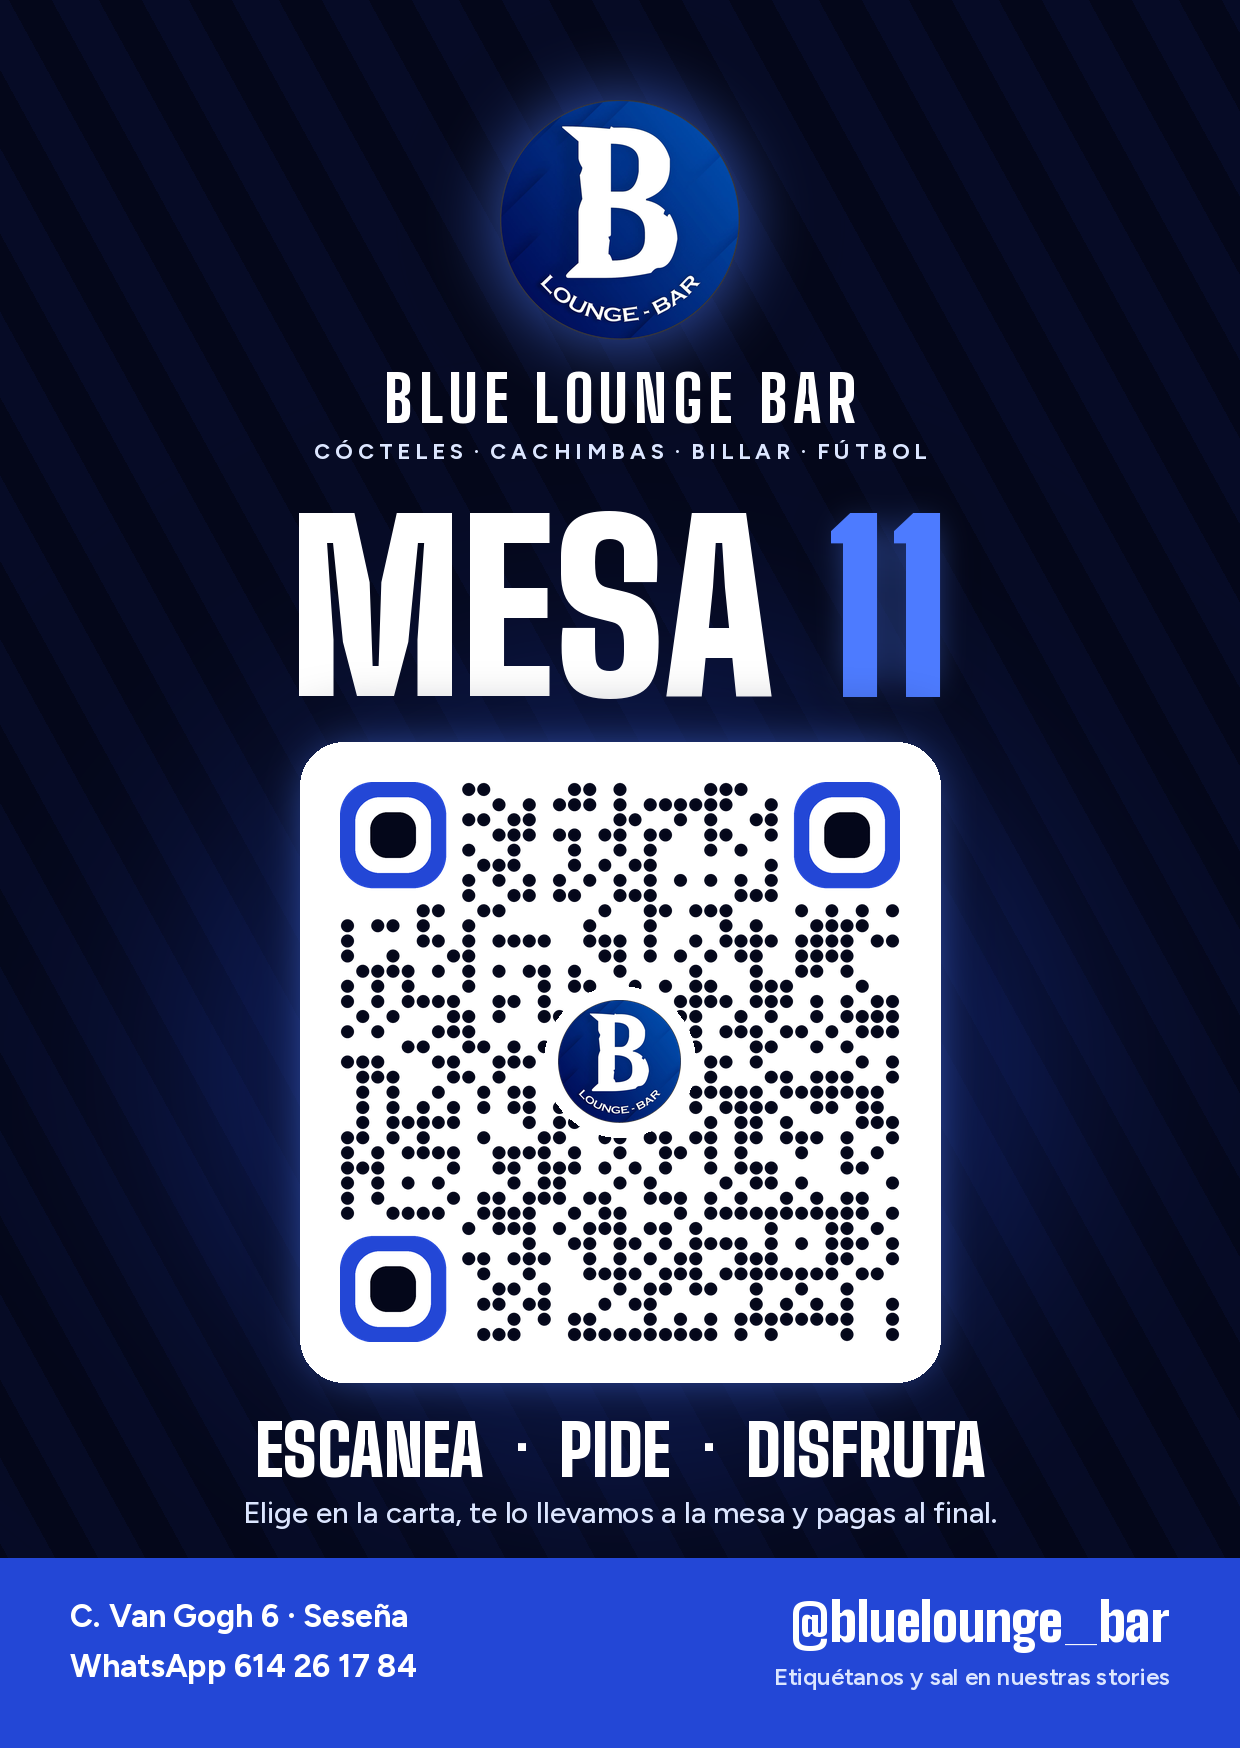 B
LOUNGE - BAR
BLUE LOUNGE BAR
CÓCTELES · CACHIMBAS · BILLAR · FÚTBOL
MESA 11
B
LOUNGE - BAR
ESCANEA · PIDE · DISFRUTA
Elige en la carta, te lo llevamos a la mesa y pagas al final.
C. Van Gogh 6 · Seseña
WhatsApp 614 26 17 84
@bluelounge_bar
Etiquétanos y sal en nuestras stories